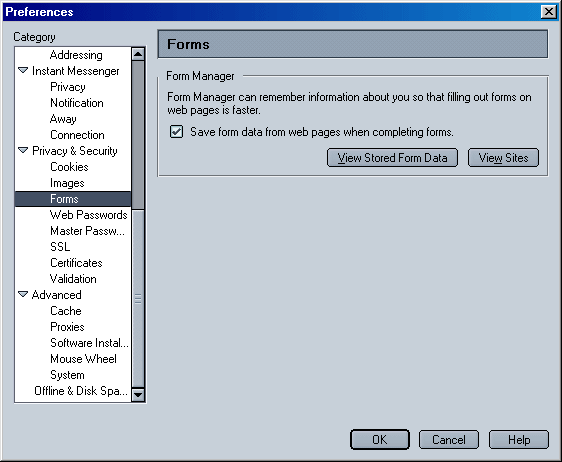 Preferences
Category
Addressing
Instant Messenger
Privacy
Notification
Away
Connection
Privacy & Security
Cookies
Images
Forms
Web Passwords
Master Passw...
SSL
Certificates
Validation
Advanced
Cache
Proxies
Software Instal...
Mouse Wheel
System
Offline & Disk Spa...
Forms
Form Manager
Form Manager can remember information about you so that filling out forms on
web pages is faster.
Save form data from web pages when completing forms.
View Stored Form Data
View Sites
OK
Cancel
Help